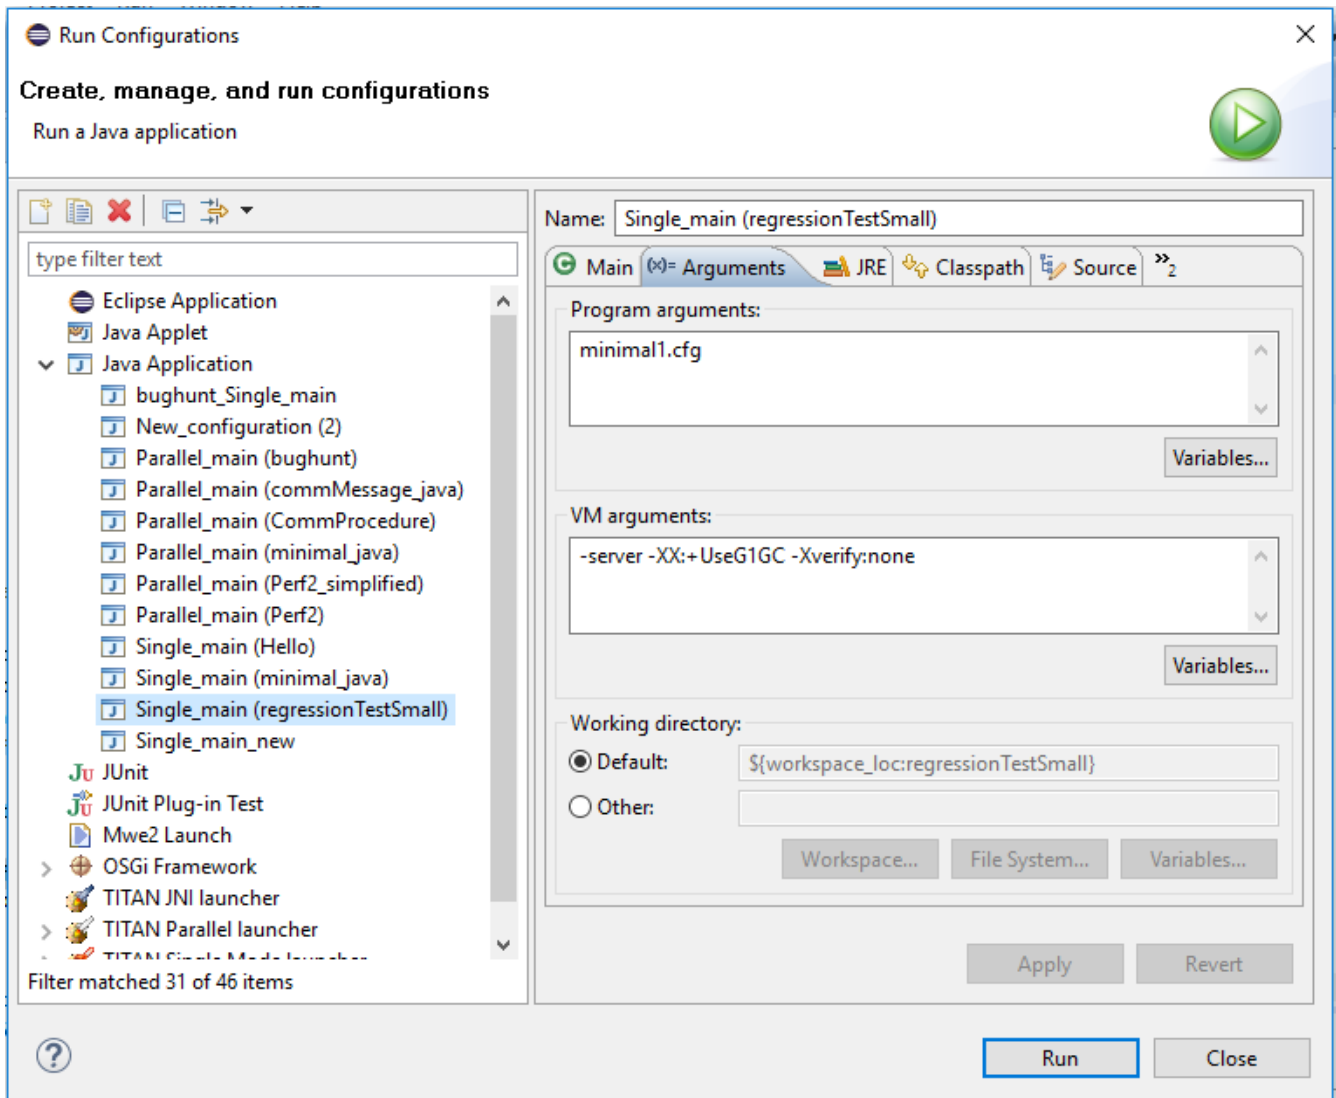 Run Configurations
Create, manage, and run configurations
Run a Java application
type filter text
Eclipse Application
Java Applet
Java Application
bughunt_Single_main
New_configuration (2)
Parallel_main (bughunt)
Parallel_main (commMessage_java)
Parallel_main (CommProcedure)
Parallel_main (minimal_java)
Parallel_main (Perf2_simplified)
Parallel_main (Perf2)
Single_main (Hello)
Single_main (minimal_java)
Single_main (regressionTestSmall)
Single_main_new
JUnit
JUnit Plug-in Test
Mwe2 Launch
OSGi Framework
TITAN JNI launcher
TITAN Parallel launcher
TITAN Single Mode launcher
Filter matched 31 of 46 items
Name: Single_main (regressionTestSmall)
Main (x)= Arguments JRE Classpath Source »2
Program arguments:
minimal1.cfg
Variables...
VM arguments:
-server -XX:+UseG1GC -Xverify:none
Variables...
Working directory:
Default: ${workspace_loc:regressionTestSmall}
Other:
Workspace... File System... Variables...
Apply Revert
Run Close